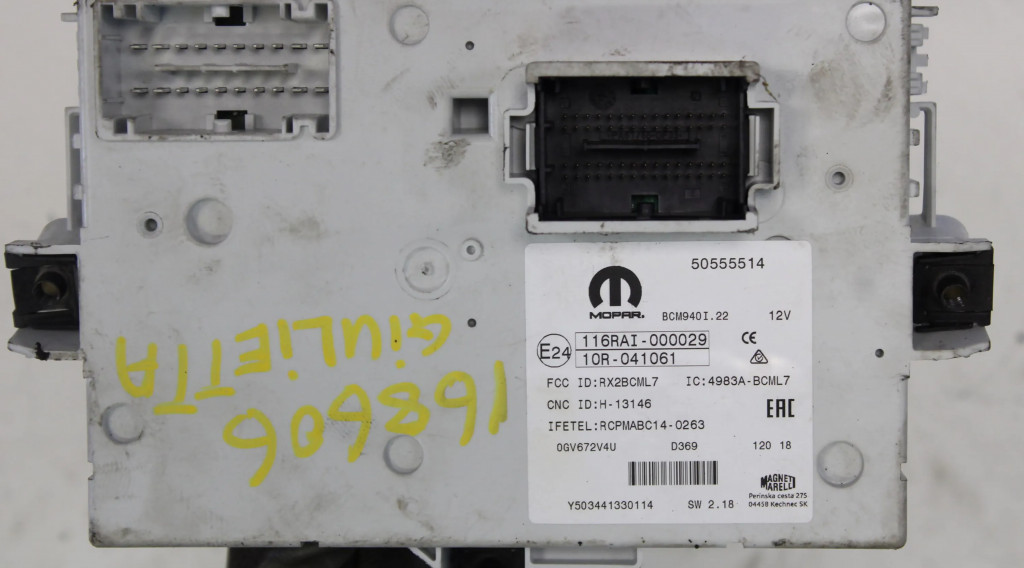 50555514
MOPAR.
BCM940I.22 12V
E24
116RAI-000029
10R-041061
CE
FCC ID:RX2BCML7 IC:4983A-BCML7
CNC ID:H-13146
EAC
IFETEL:RCPMABC14-0263
0GV672V4U D369 120 18
MAGNETI
MARELLI
Perinska cesta 275
04458 Kechnec SK
Y503441330114 SW 2.18
168606
GIULIETTA